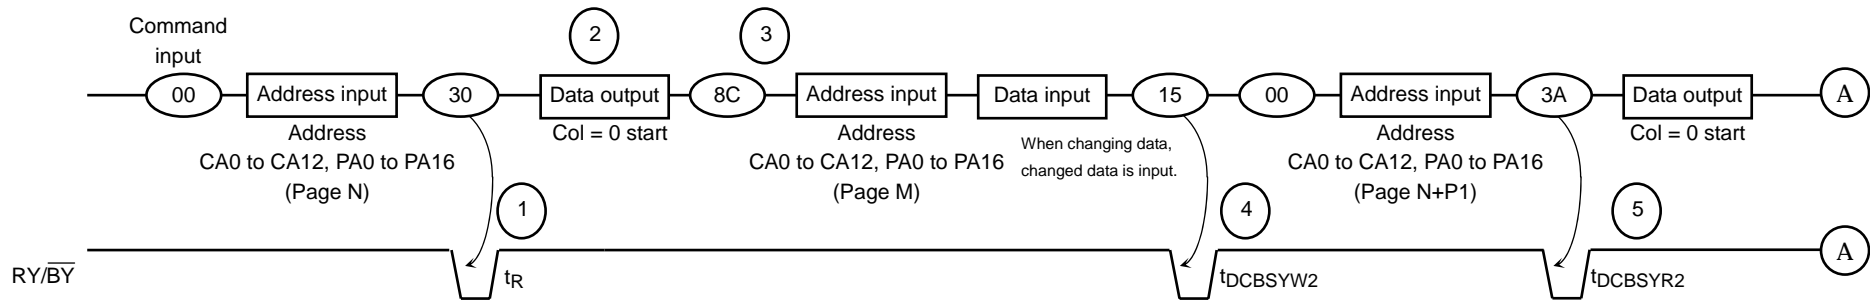 Command
input
2
3
00
Address input
30
Data output
8C
Address input
Data input
15
00
Address input
3A
Data output
A
Address
CA0 to CA12, PA0 to PA16
(Page N)
Col = 0 start
Address
CA0 to CA12, PA0 to PA16
(Page M)
When changing data,
changed data is input.
Address
CA0 to CA12, PA0 to PA16
(Page N+P1)
Col = 0 start
1
4
5
RY/BY
tR
tDCBSYW2
tDCBSYR2
A